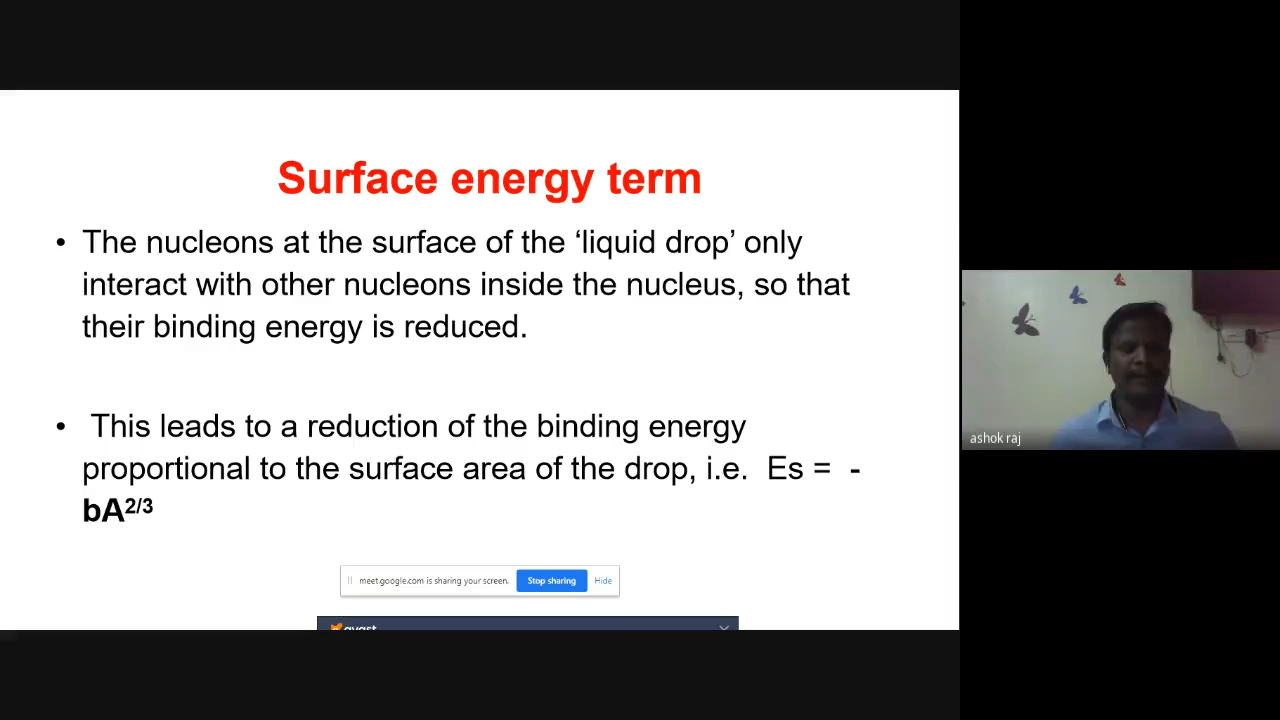 Surface energy term
• The nucleons at the surface of the ‘liquid drop’ only
interact with other nucleons inside the nucleus, so that
their binding energy is reduced.
• This leads to a reduction of the binding energy
proportional to the surface area of the drop, i.e. Es = -
bA²/³
meet.google.com is sharing your screen. Stop sharing Hide
avast
ashok raj